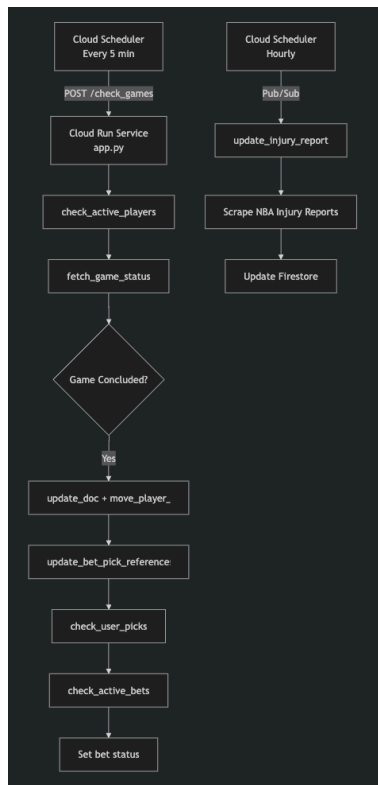 Cloud Scheduler
Every 5 min
POST /check_games
Cloud Run Service
app.py
check_active_players
fetch_game_status
Game Concluded?
Yes
update_doc + move_player_
update_bet_pick_reference
check_user_picks
check_active_bets
Set bet status
Cloud Scheduler
Hourly
Pub/Sub
update_injury_report
Scrape NBA Injury Reports
Update Firestore